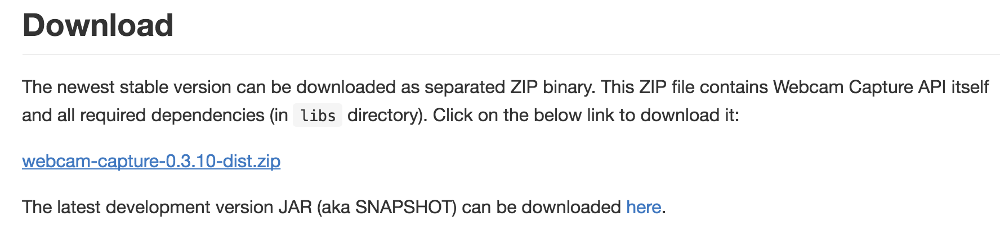 Download
The newest stable version can be downloaded as separated ZIP binary. This ZIP file contains Webcam Capture API itself
and all required dependencies (in libs directory). Click on the below link to download it:
webcam-capture-0.3.10-dist.zip
The latest development version JAR (aka SNAPSHOT) can be downloaded here.